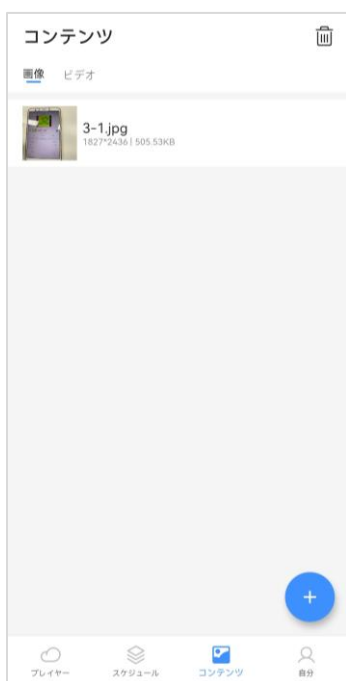 コンテンツ
画像 ビデオ
3-1.jpg
1827*2436 | 505.53KB
プレイヤー スケジュール コンテンツ 自分